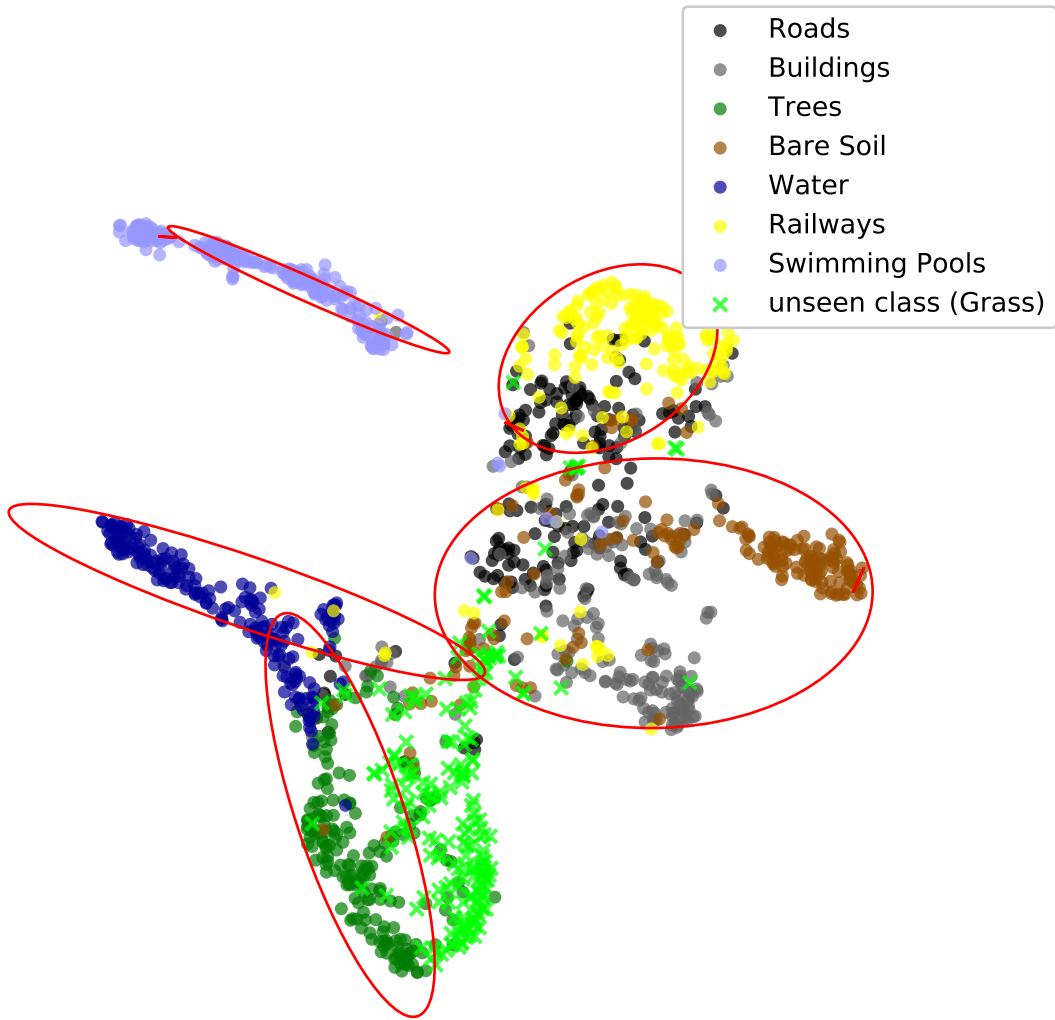 Roads
Buildings
Trees
Bare Soil
Water
Railways
Swimming Pools
unseen class (Grass)